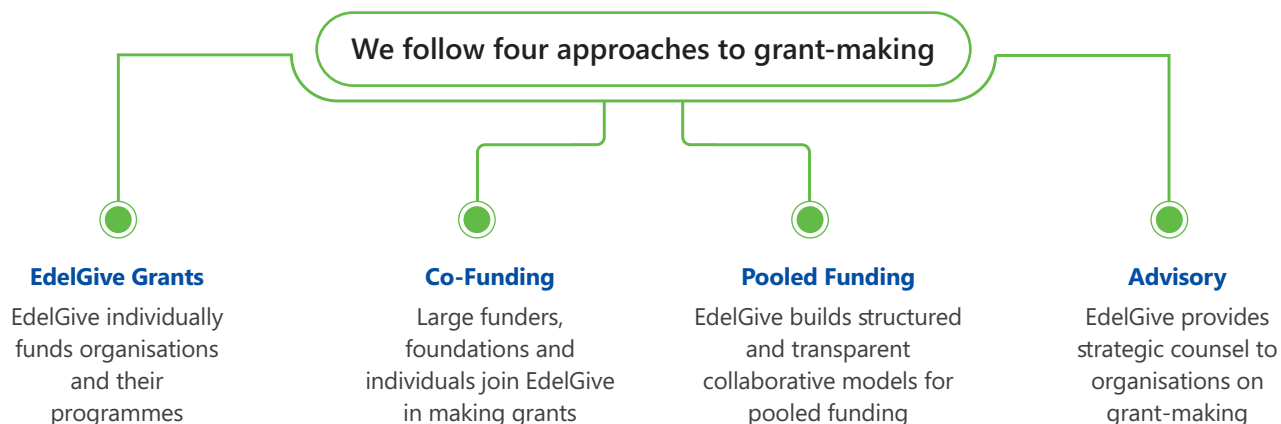 We follow four approaches to grant-making
EdelGive Grants
EdelGive individually
funds organisations
and their
programmes
Co-Funding
Large funders,
foundations and
individuals join EdelGive
in making grants
Pooled Funding
EdelGive builds structured
and transparent
collaborative models for
pooled funding
Advisory
EdelGive provides
strategic counsel to
organisations on
grant-making